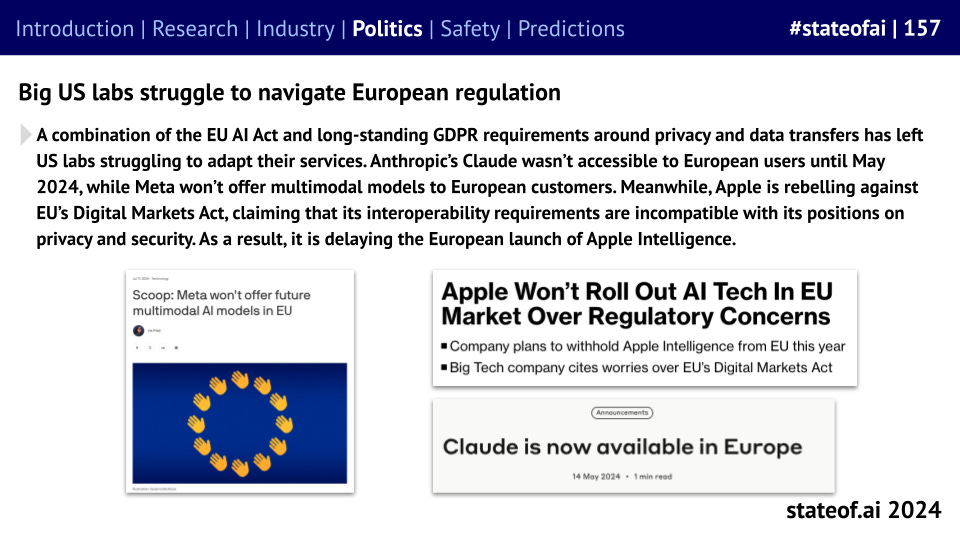 Introduction | Research | Industry | Politics | Safety | Predictions
#stateofai | 157
Big US labs struggle to navigate European regulation
A combination of the EU AI Act and long-standing GDPR requirements around privacy and data transfers has left
US labs struggling to adapt their services. Anthropic’s Claude wasn’t accessible to European users until May
2024, while Meta won’t offer multimodal models to European customers. Meanwhile, Apple is rebelling against
EU’s Digital Markets Act, claiming that its interoperability requirements are incompatible with its positions on
privacy and security. As a result, it is delaying the European launch of Apple Intelligence.
Scoop: Meta won't offer future
multimodal AI models in EU
Apple Won’t Roll Out AI Tech In EU
Market Over Regulatory Concerns
Company plans to withhold Apple Intelligence from EU this year
Big Tech company cites worries over EU’s Digital Markets Act
Announcements
Claude is now available in Europe
14 May 2024 • 1 min read
stateof.ai 2024